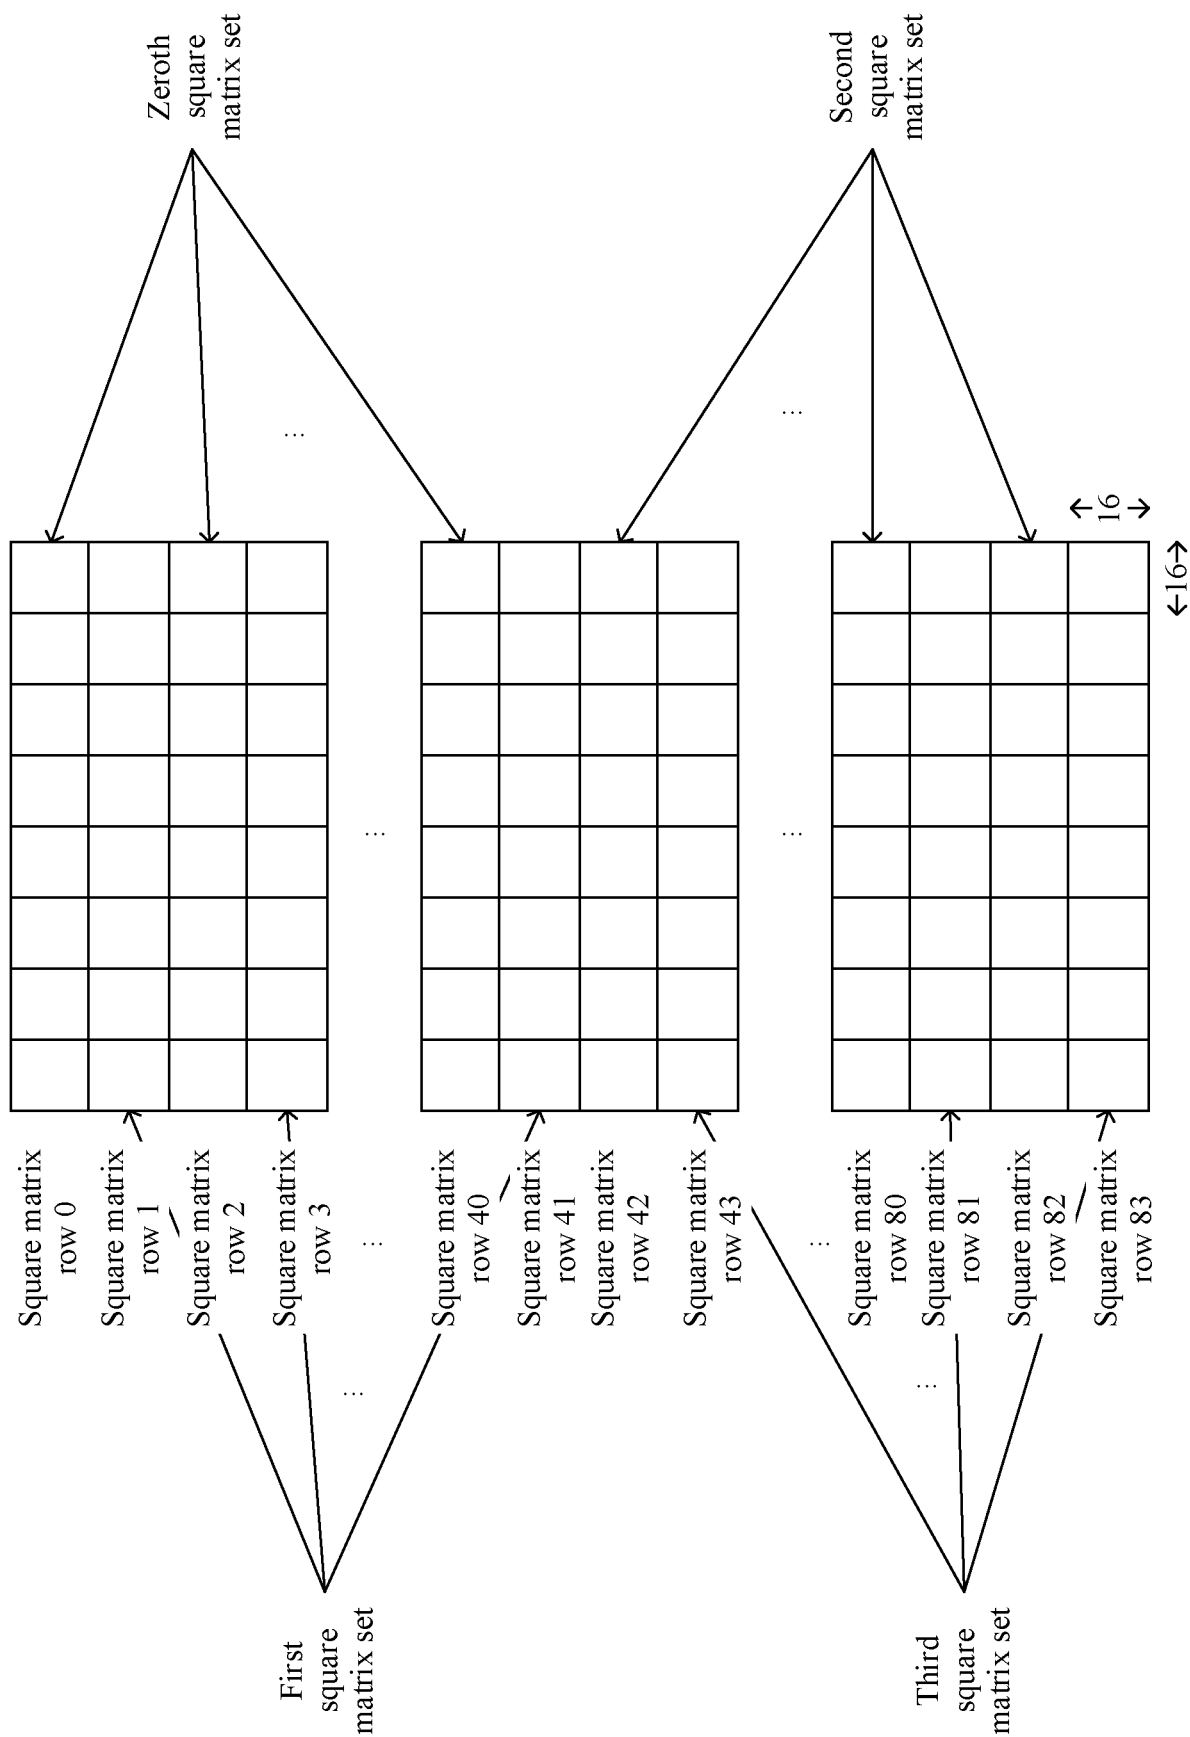 Zeroth
square
matrix set
Second
square
matrix set
...
...
16
16
...
...
Square matrix
row 0
Square matrix
row 1
Square matrix
row 2
Square matrix
row 3
...
Square matrix
row 40
Square matrix
row 41
Square matrix
row 42
Square matrix
row 43
...
Square matrix
row 80
Square matrix
row 81
Square matrix
row 82
Square matrix
row 83
...
...
First
square
matrix set
Third
square
matrix set